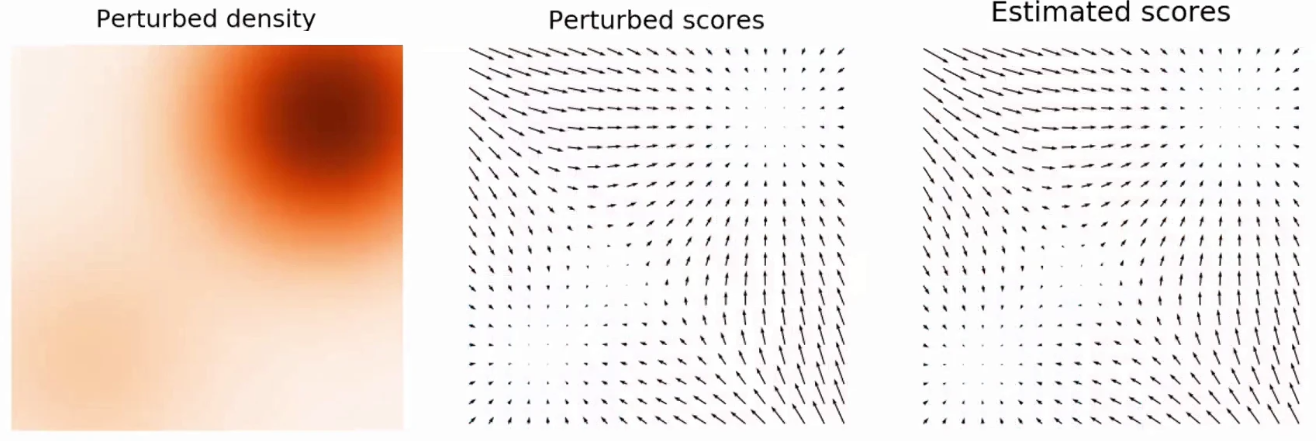 Perturbed density
Perturbed scores
Estimated scores